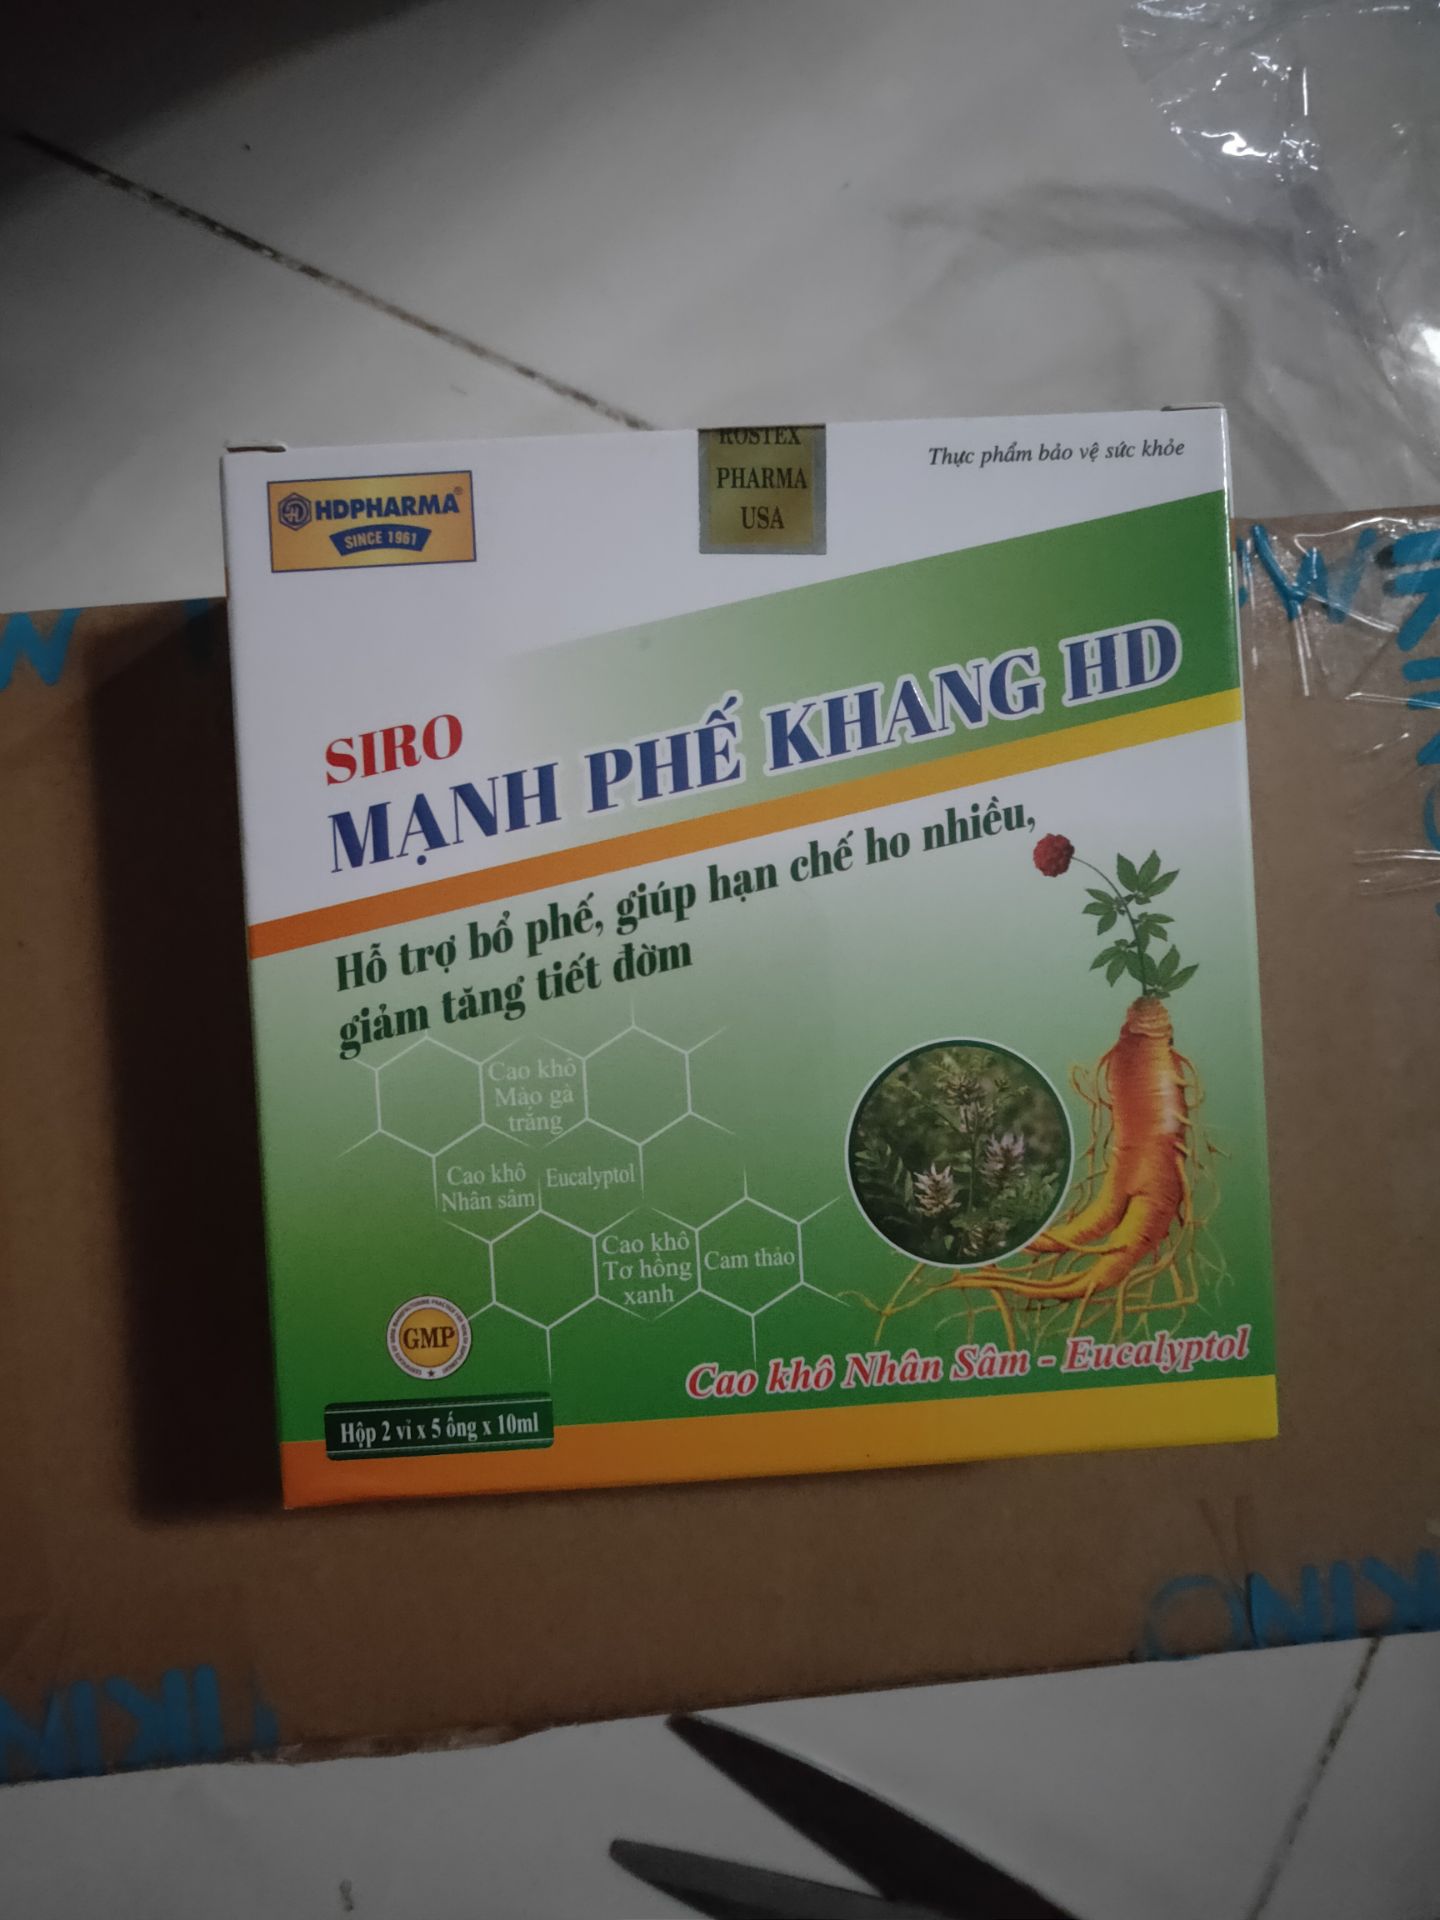 HDPHARMA®
SINCE 1961
ROSTEX
PHARMA
USA
Thực phẩm bảo vệ sức khỏe
SIRO
MẠNH PHẾ KHANG HD
Hỗ trợ bổ phế, giúp hạn chế ho nhiều,
giảm tăng tiết đờm
Cao khô
Mào gà
trắng
Cao khô
Nhân sâm
Eucalyptol
Cao khô
Tơ hồng
xanh
Cam thảo
GMP
Cao khô Nhân Sâm - Eucalyptol
Hộp 2 vỉ x 5 ống x 10ml